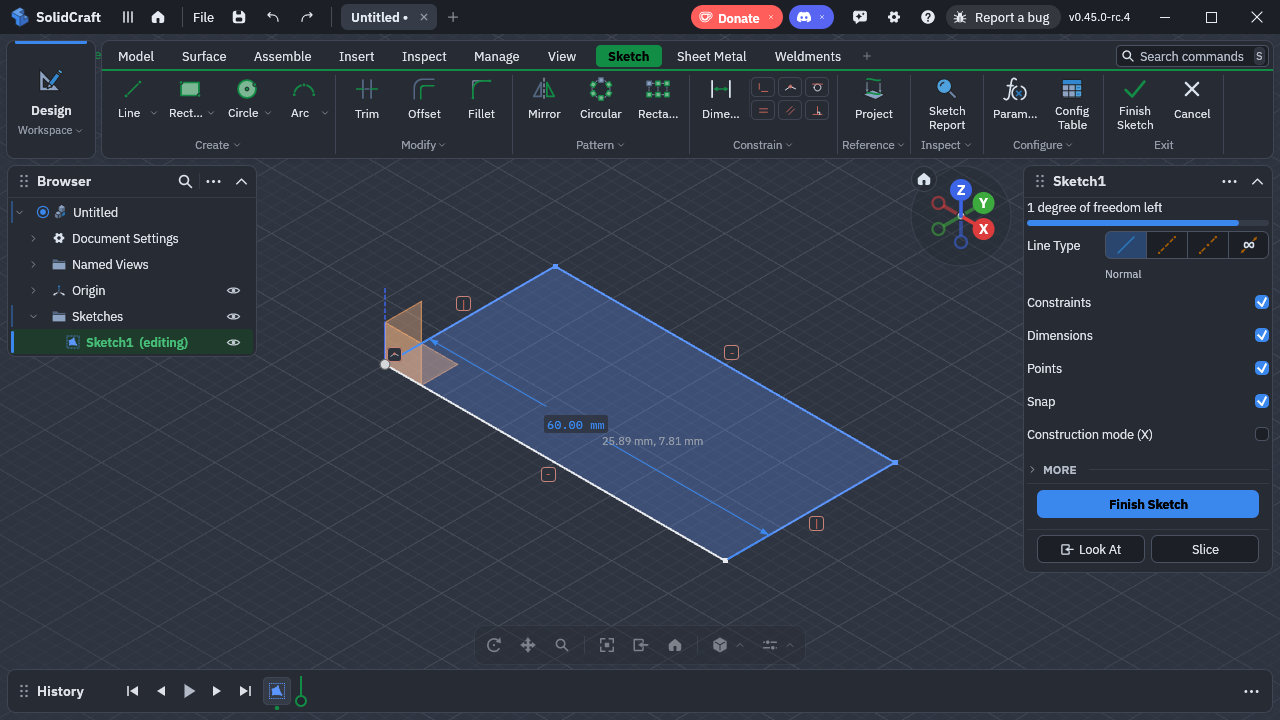 SolidCraft
File
Untitled •
Donate
Report a bug
v0.45.0-rc.4
Design
Workspace
Model
Surface
Assemble
Insert
Inspect
Manage
View
Sketch
Sheet Metal
Weldments
Search commands
S
Line
Rect...
Circle
Arc
Trim
Offset
Fillet
Mirror
Circular
Recta...
Dime...
Project
Sketch
Report
Param...
Config
Table
Finish
Sketch
Cancel
Create
Modify
Pattern
Constrain
Reference
Inspect
Configure
Exit
Browser
Untitled
Document Settings
Named Views
Origin
Sketches
Sketch1 (editing)
Z
Y
X
60.00 mm
25.89 mm, 7.81 mm
Sketch1
1 degree of freedom left
Line Type
Normal
Constraints
Dimensions
Points
Snap
Construction mode (X)
MORE
Finish Sketch
Look At
Slice
History